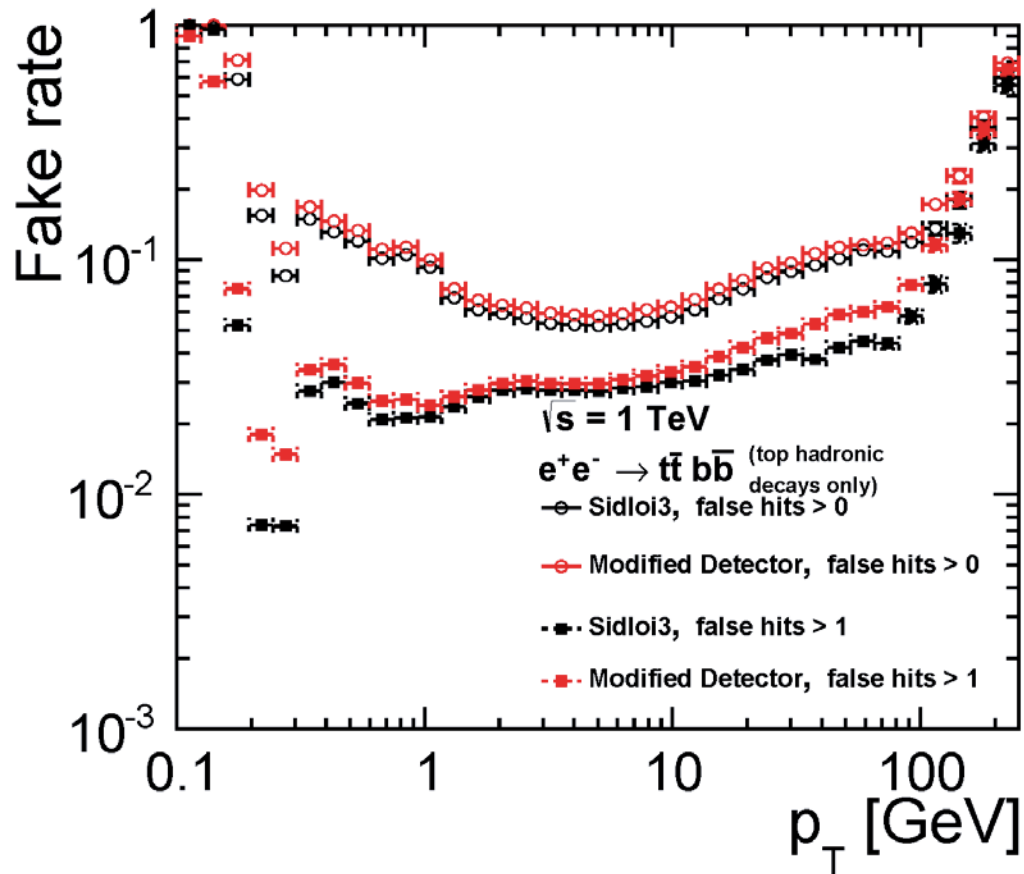 Fake rate
1
10⁻¹
10⁻²
10⁻³
√s = 1 TeV
e⁺e⁻ → tt̄ bb̄ (top hadronic
decays only)
Sidloi3, false hits > 0
Modified Detector, false hits > 0
Sidloi3, false hits > 1
Modified Detector, false hits > 1
0.1 1 10 100
p_T [GeV]